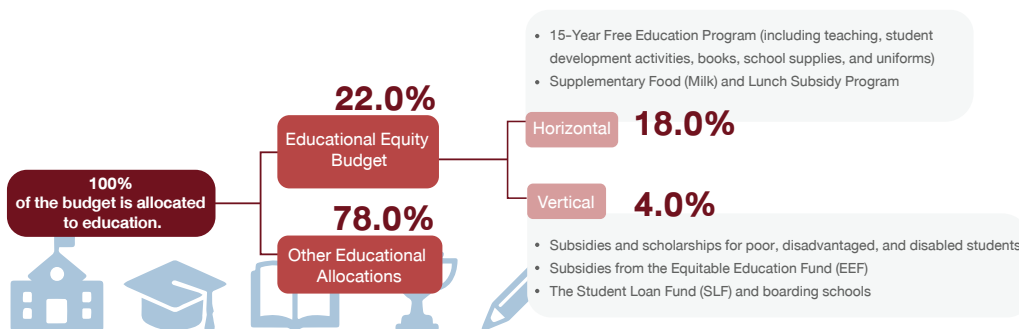 • 15-Year Free Education Program (including teaching, student
development activities, books, school supplies, and uniforms)
• Supplementary Food (Milk) and Lunch Subsidy Program
22.0%
Educational Equity
Budget
Horizontal
18.0%
100%
of the budget is allocated
to education.
Vertical
4.0%
78.0%
Other Educational
Allocations
• Subsidies and scholarships for poor, disadvantaged, and disabled students
• Subsidies from the Equitable Education Fund (EEF)
• The Student Loan Fund (SLF) and boarding schools